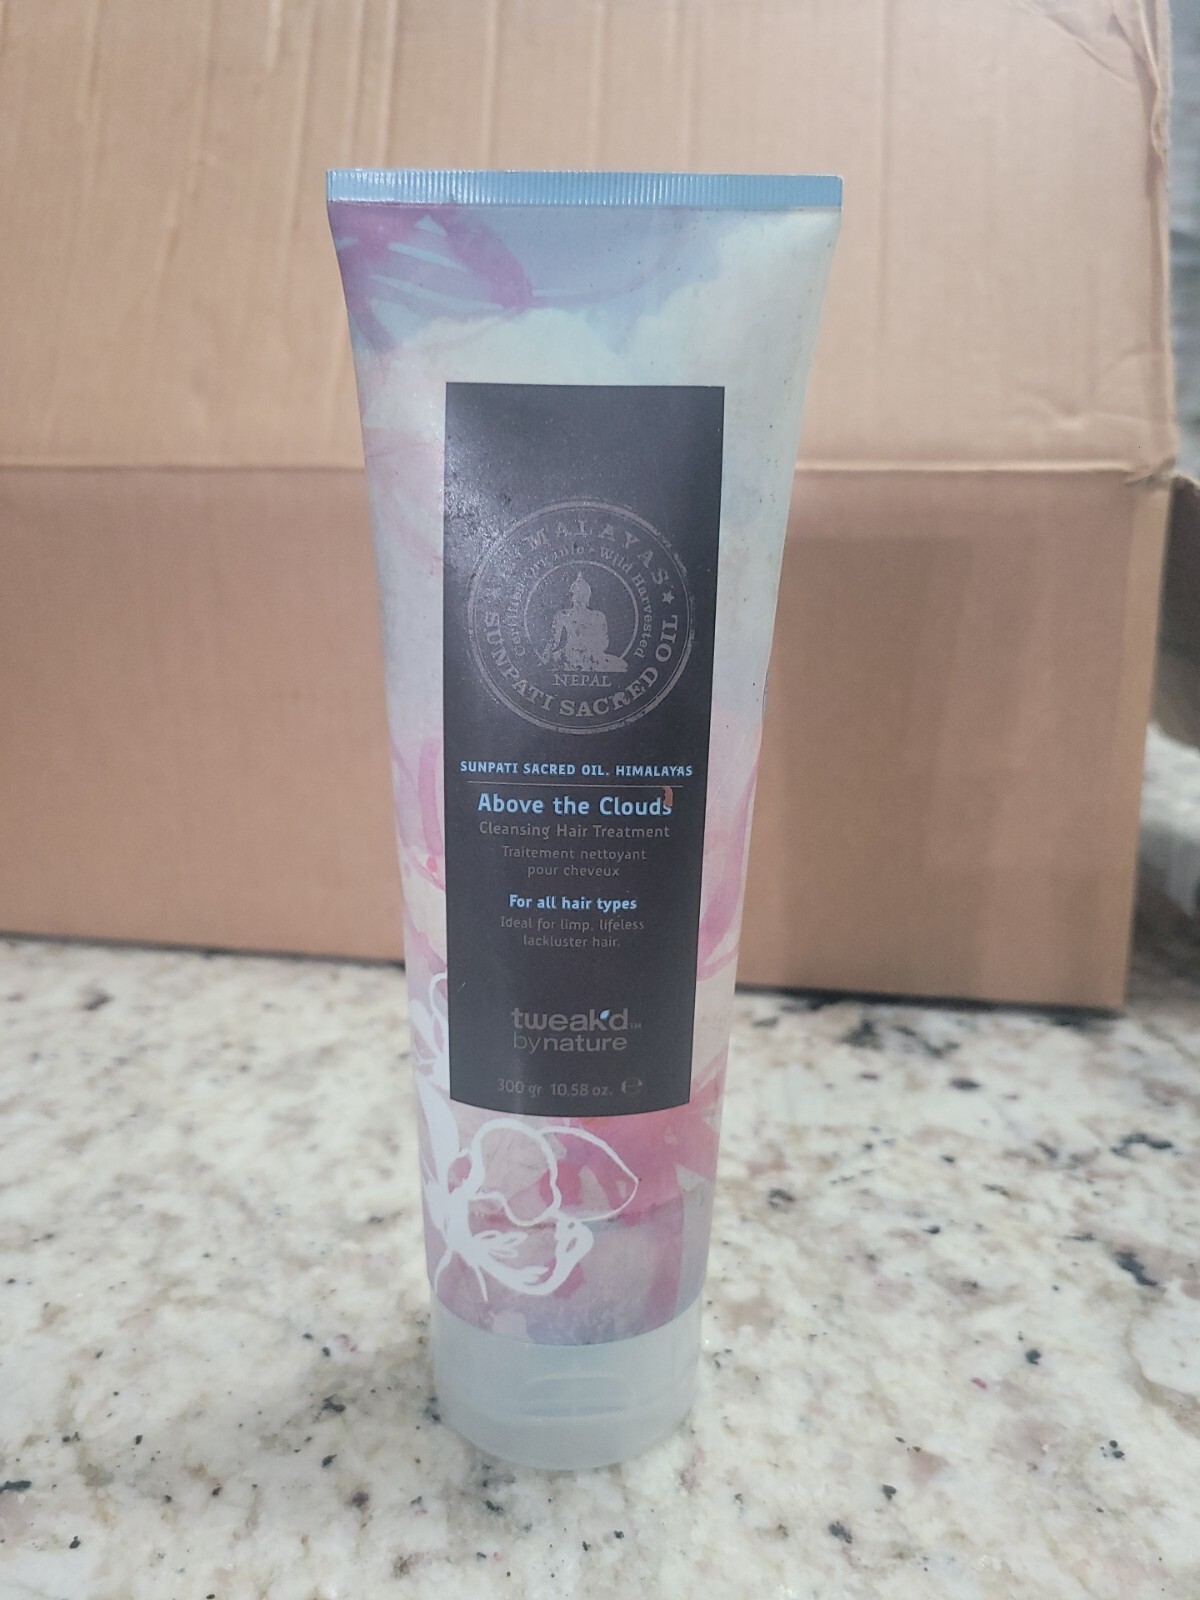 HIMALAYAS
Certified Organic • Wild Harvested
NEPAL
SUNPATI SACRED OIL
SUNPATI SACRED OIL. HIMALAYAS
Above the Clouds
Cleansing Hair Treatment
Traitement nettoyant
pour cheveux
For all hair types
Ideal for limp, lifeless
lackluster hair.
tweak'd™
bynature
300 gr 10.58 oz. ℮